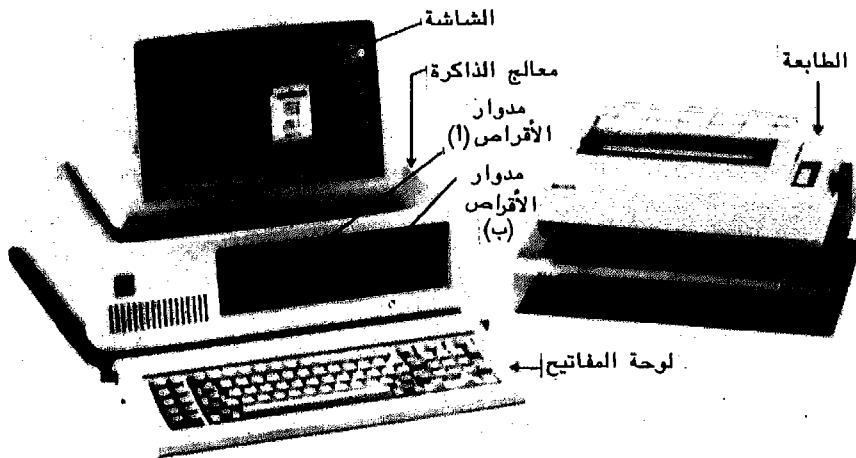 الشاشة
معالج الذاكرة
مدوار
الأقراص (أ)
مدوار
الأقراص
(ب)
الطابعة
لوحة المفاتيح